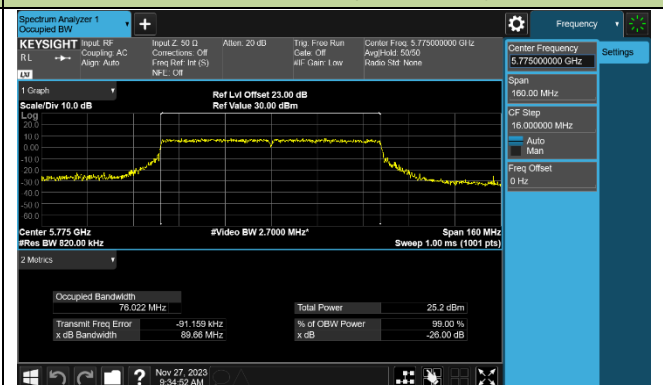 Spectrum Analyzer 1
Occupied BW
+
Frequency
KEYSIGHT
RL
LXI
Input: RF
Coupling: AC
Align: Auto
Input Z: 50 Ω
Corrections: Off
Freq Ref: Int (S)
NFE: Off
Atten: 20 dB
Trig: Free Run
Gate: Off
#IF Gain: Low
Center Freq: 5.775000000 GHz
Avg|Hold: 50/50
Radio Std: None
Center Frequency
5.775000000 GHz
Settings
Span
160.00 MHz
CF Step
16.000000 MHz
Auto
Man
Freq Offset
0 Hz
1 Graph
Scale/Div 10.0 dB
Ref Lvl Offset 23.00 dB
Ref Value 30.00 dBm
Log
20.0
10.0
0.00
-10.0
-20.0
-30.0
-40.0
-50.0
-60.0
Center 5.775 GHz
#Res BW 820.00 kHz
#Video BW 2.7000 MHz*
Span 160 MHz
Sweep 1.00 ms (1001 pts)
2 Metrics
Occupied Bandwidth
76.022 MHz
Total Power 25.2 dBm
Transmit Freq Error -91.159 kHz
% of OBW Power 99.00 %
x dB Bandwidth 89.66 MHz
x dB -26.00 dB
?
Nov 27, 2023
9:34:52 AM